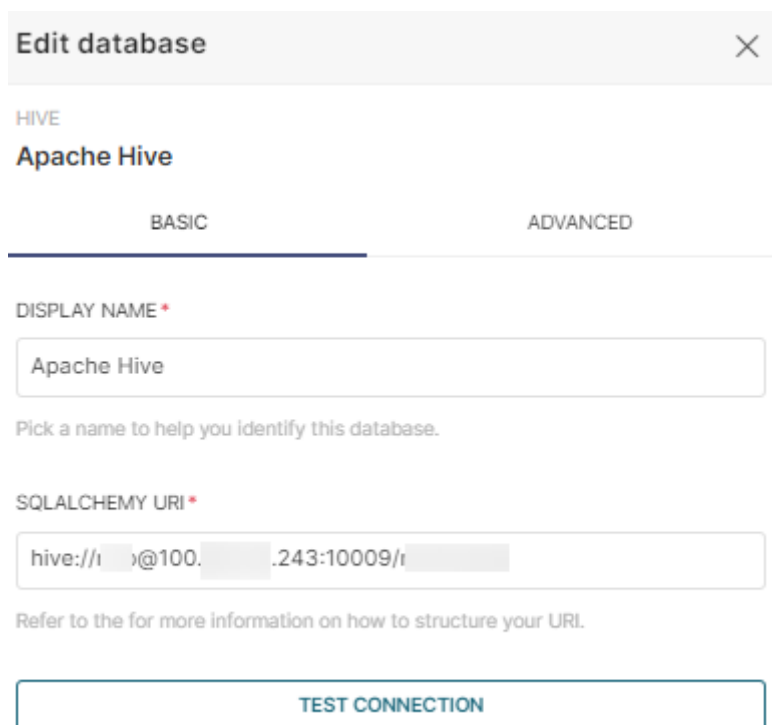 Edit database
HIVE
Apache Hive
BASIC
ADVANCED
DISPLAY NAME *
Apache Hive
Pick a name to help you identify this database.
SQLALCHEMY URI *
hive:// @100. .243:10009/
Refer to the for more information on how to structure your URI.
TEST CONNECTION